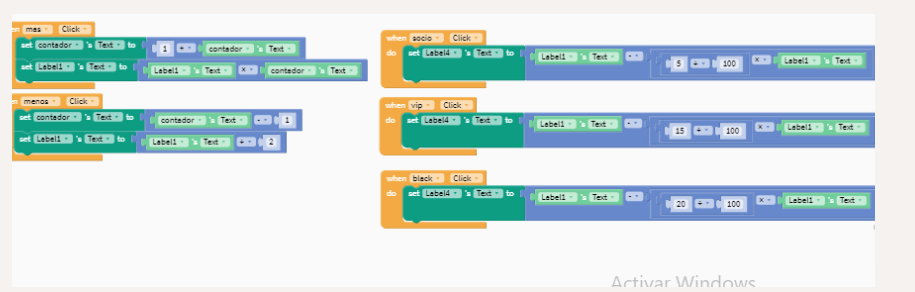 mas Click
set contador 's Text to 1 + contador 's Text
set Label1 's Text to Label1 's Text × contador 's Text
menos Click
set contador 's Text to contador 's Text - 1
set Label1 's Text to Label1 's Text ÷ 2
when socio Click
do set Label4 's Text to Label1 's Text - 5 ÷ 100 × Label1 's Text
when vip Click
do set Label4 's Text to Label1 's Text - 15 ÷ 100 × Label1 's Text
when black Click
do set Label4 's Text to Label1 's Text - 20 ÷ 100 × Label1 's Text
Activar Windows